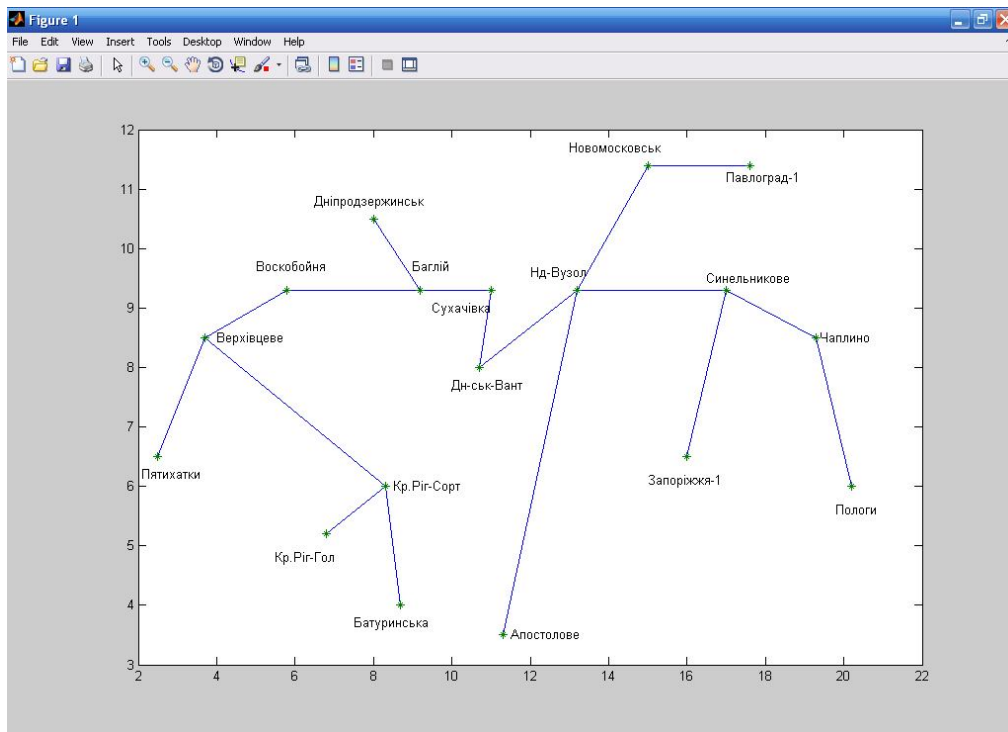 Figure 1
File Edit View Insert Tools Desktop Window Help
12
11
10
9
8
7
6
5
4
3
2 4 6 8 10 12 14 16 18 20 22
Новомосковськ
Павлоград-1
Дніпродзержинськ
Воскобойня
Баглій
Нд-Вузол
Синельникове
Сухачівка
Верхівцеве
Чаплино
Дн-ськ-Вант
Пятихатки
Кр.Ріг-Сорт
Запоріжжя-1
Пологи
Кр.Ріг-Гол
Батуринська
Апостолове